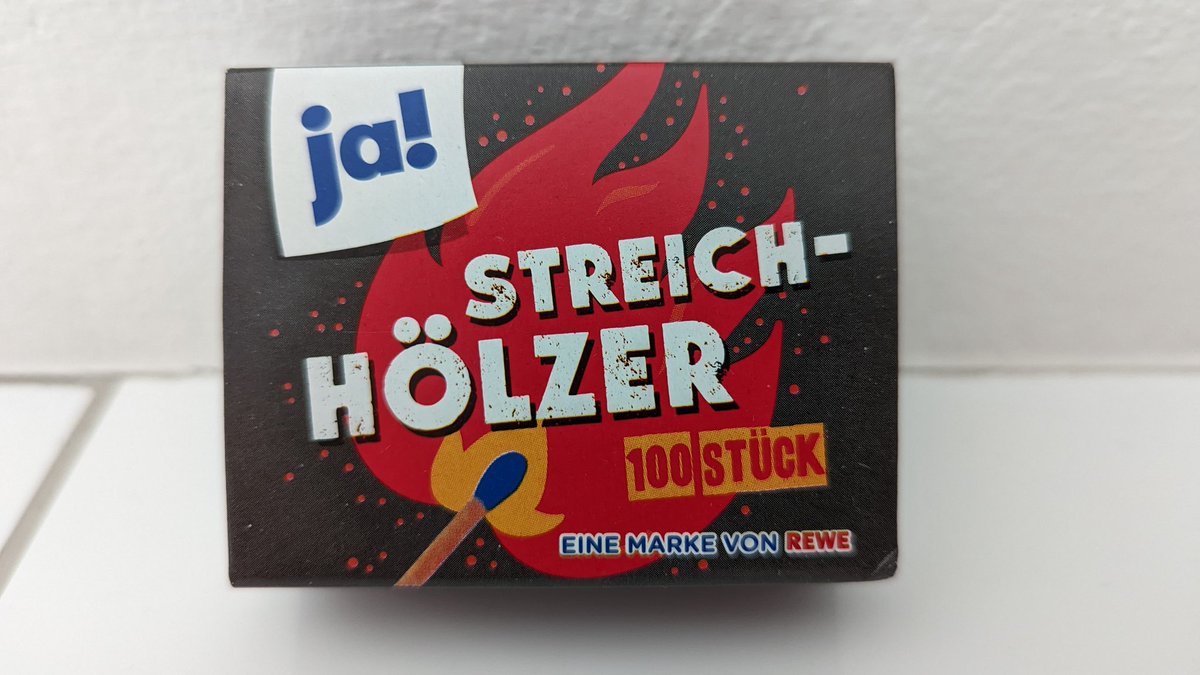 ja!
STREICH-
HÖLZER
100 STÜCK
EINE MARKE VON REWE